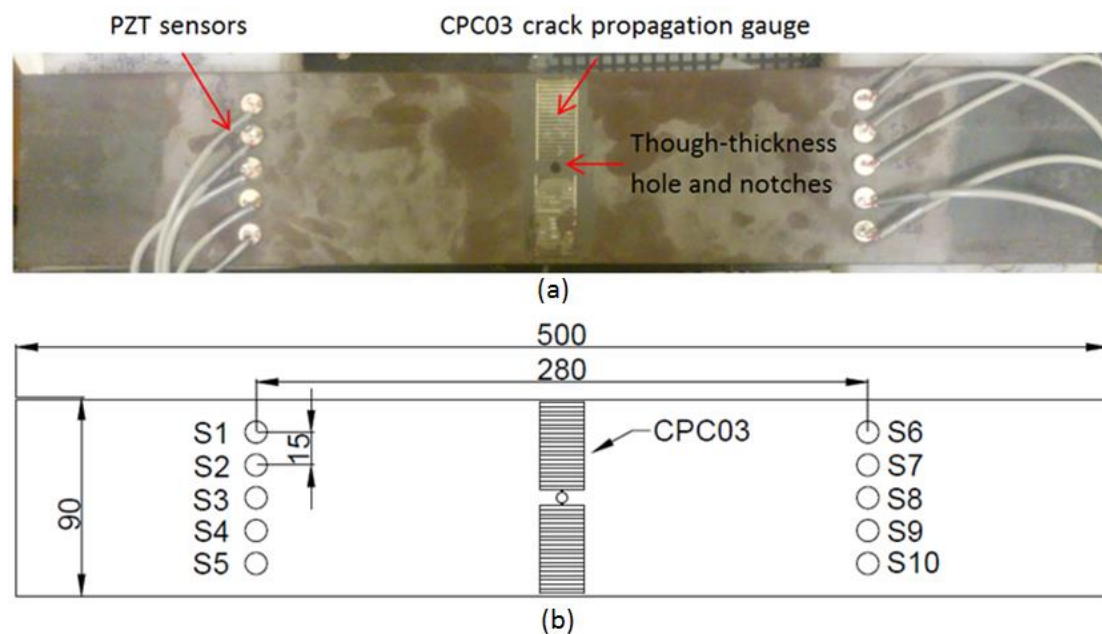 PZT sensors
CPC03 crack propagation gauge
Though-thickness
hole and notches
(a)
500
280
S1
S2
S3
S4
S5
15
90
CPC03
S6
S7
S8
S9
S10
(b)